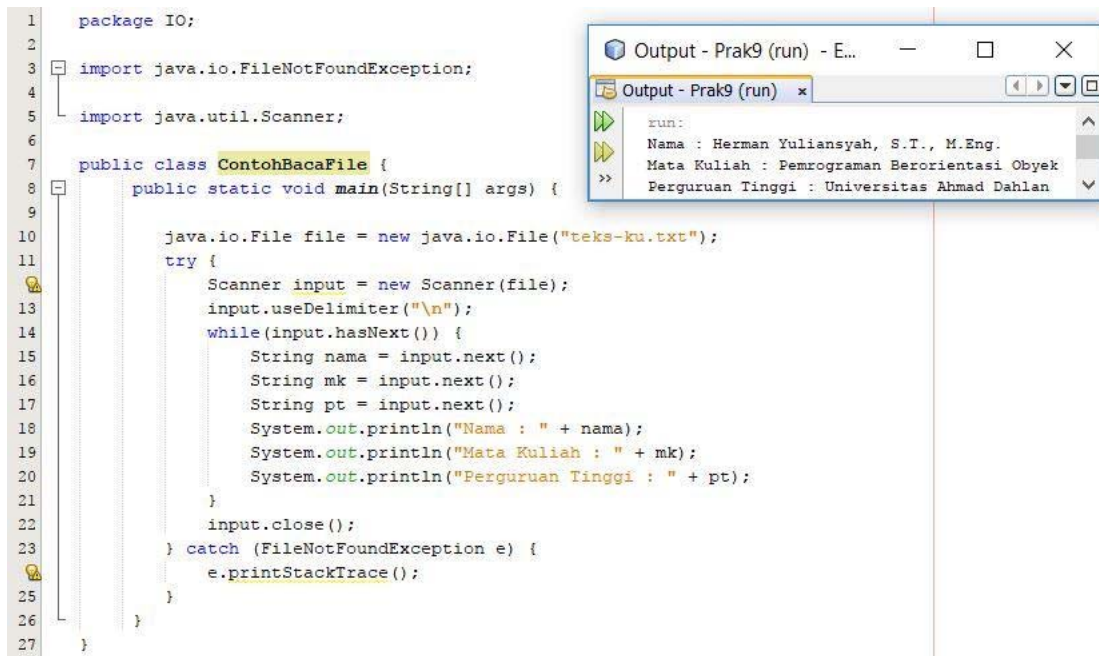 1 package IO;
2
3 import java.io.FileNotFoundException;
4
5 import java.util.Scanner;
6
7 public class ContohBacaFile {
8 public static void main(String[] args) {
9
10 java.io.File file = new java.io.File("teks-ku.txt");
11 try {
Scanner input = new Scanner(file);
13 input.useDelimiter("\n");
14 while(input.hasNext()) {
15 String nama = input.next();
16 String mk = input.next();
17 String pt = input.next();
18 System.out.println("Nama : " + nama);
19 System.out.println("Mata Kuliah : " + mk);
20 System.out.println("Perguruan Tinggi : " + pt);
21 }
22 input.close();
23 } catch (FileNotFoundException e) {
e.printStackTrace();
25 }
26 }
27 }
Output - Prak9 (run) - E...
Output - Prak9 (run)
run:
Nama : Herman Yuliansyah, S.T., M.Eng.
Mata Kuliah : Pemrograman Berorientasi Obyek
Perguruan Tinggi : Universitas Ahmad Dahlan